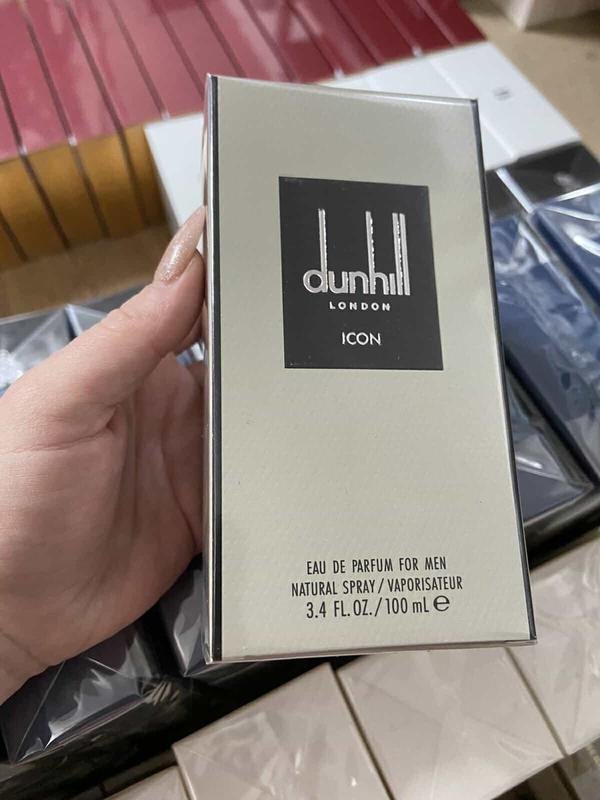 dunhill
LONDON
ICON
EAU DE PARFUM FOR MEN
NATURAL SPRAY/VAPORISATEUR
3.4 FL.OZ./100 mL ℮